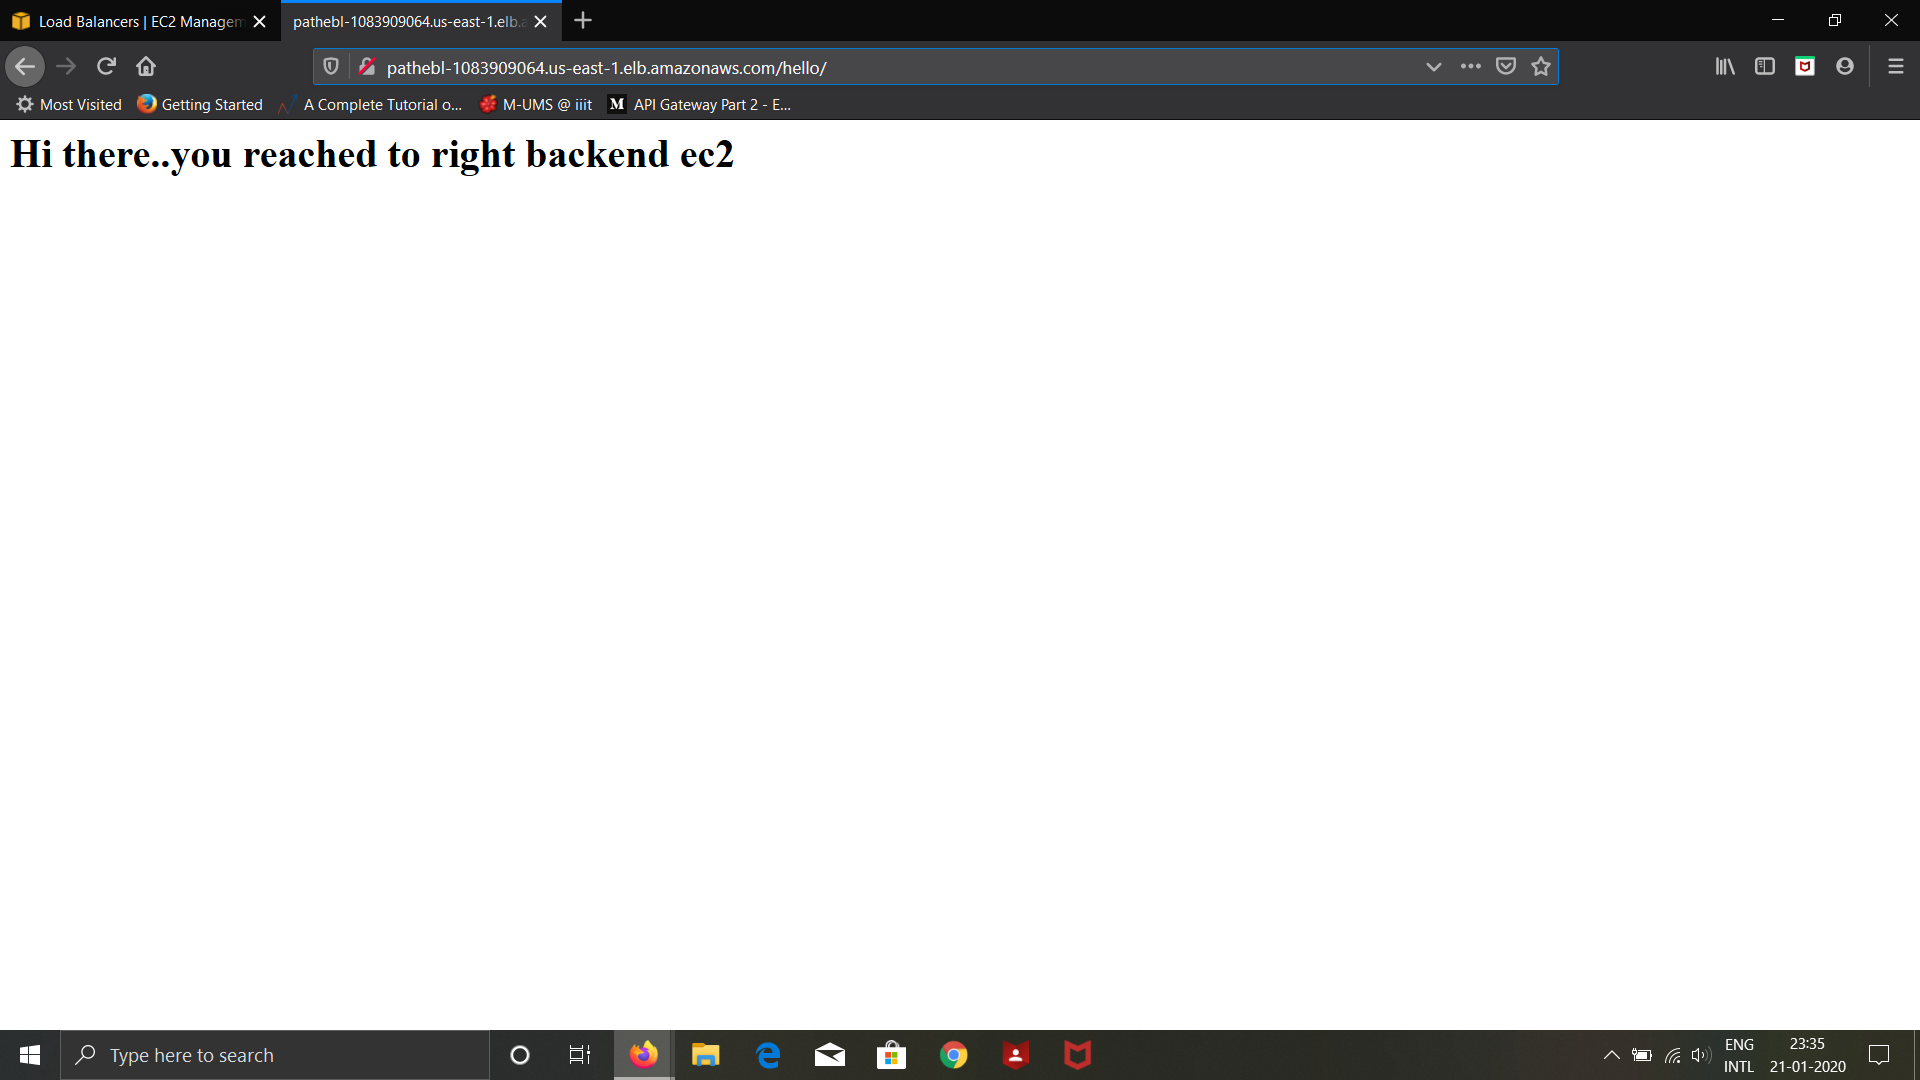 Load Balancers | EC2 Managem
pathebl-1083909064.us-east-1.elb.a
pathebl-1083909064.us-east-1.elb.amazonaws.com/hello/
Most Visited
Getting Started
A Complete Tutorial o...
M-UMS @ iiit
M
API Gateway Part 2 - E...
Hi there..you reached to right backend ec2
Type here to search
ENG
INTL
23:35
21-01-2020